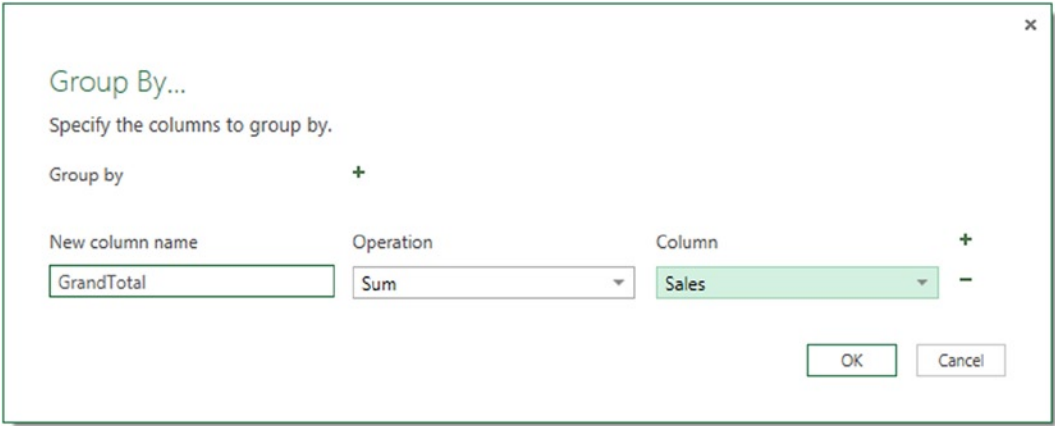 ×
Group By...
Specify the columns to group by.
Group by +
New column name Operation Column +
GrandTotal Sum Sales −
OK Cancel